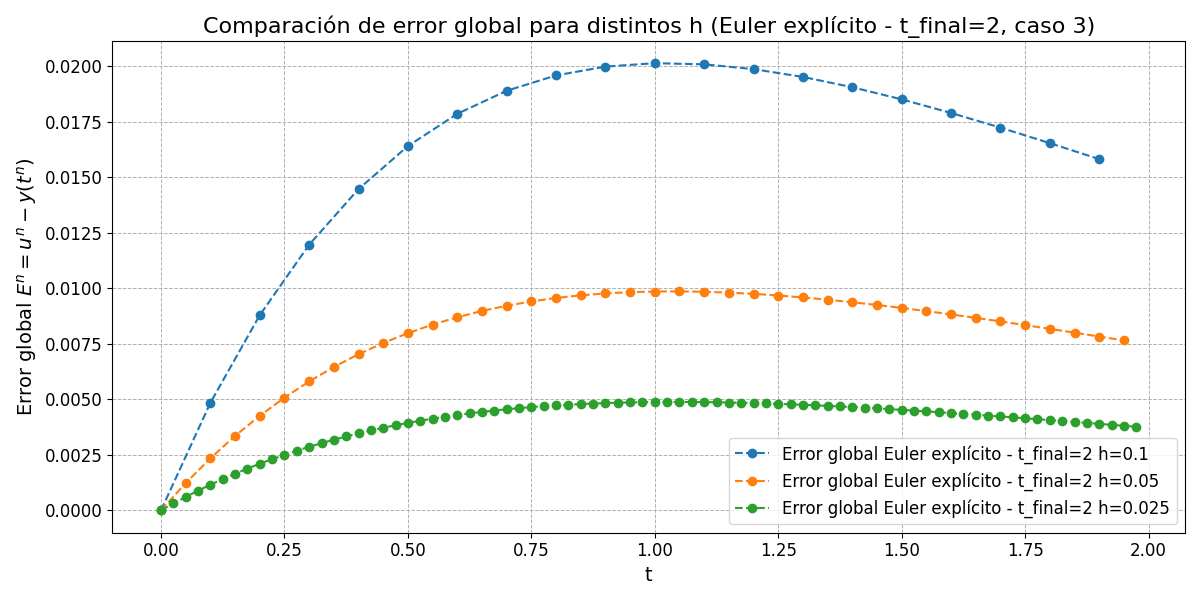 Comparación de error global para distintos h (Euler explícito - t_final=2, caso 3)
Error global $E^n = u^n - y(t^n)$
0.0200
0.0175
0.0150
0.0125
0.0100
0.0075
0.0050
0.0025
0.0000
Error global Euler explícito - t_final=2 h=0.1
Error global Euler explícito - t_final=2 h=0.05
Error global Euler explícito - t_final=2 h=0.025
0.00 0.25 0.50 0.75 1.00 1.25 1.50 1.75 2.00
t